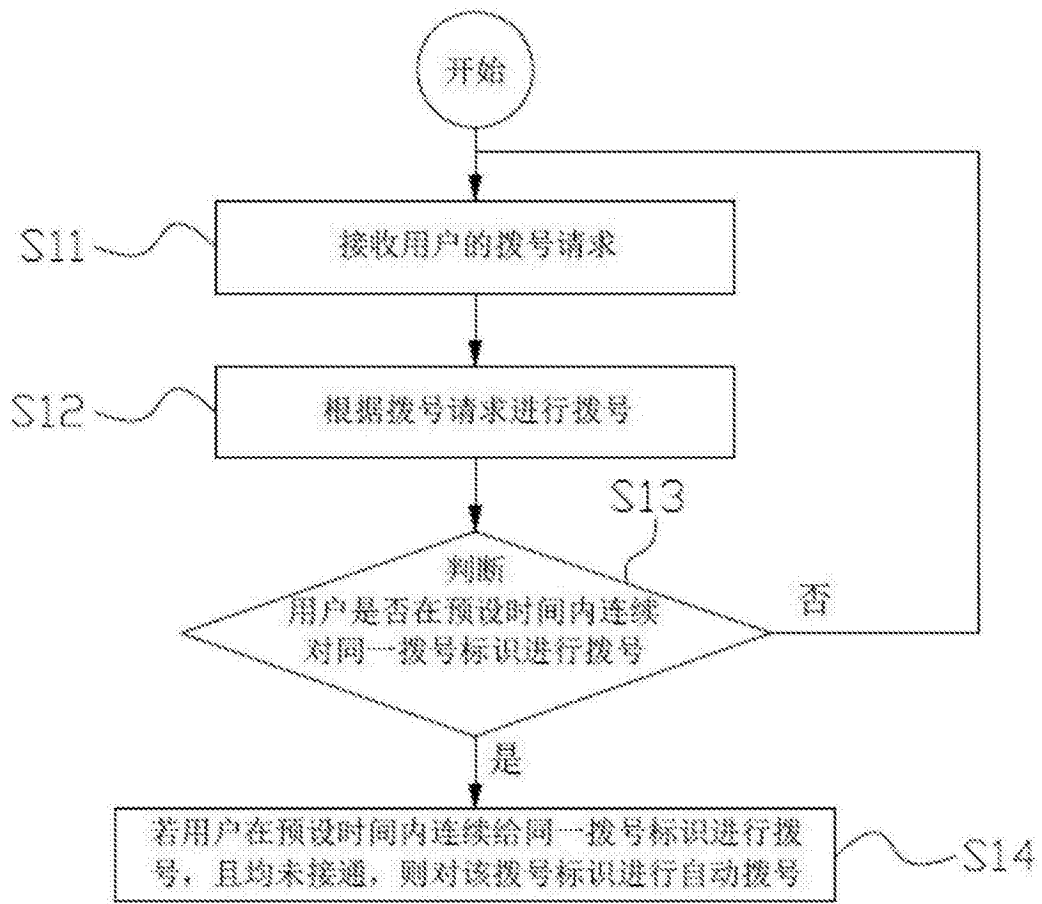 开始
S11
接收用户的拨号请求
S12
根据拨号请求进行拨号
S13
判断
用户是否在预设时间内连续
对同一拨号标识进行拨号
否
是
若用户在预设时间内连续给同一拨号标识进行拨
号，且均未接通，则对该拨号标识进行自动拨号
S14